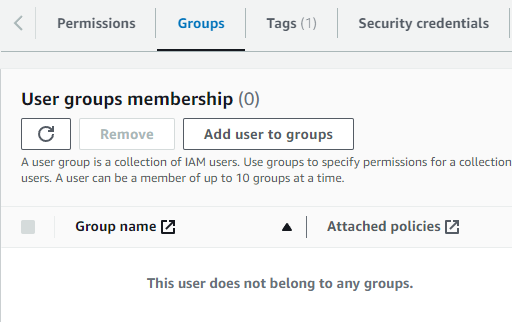 Permissions Groups Tags (1) Security credentials
User groups membership (0)
Remove Add user to groups
A user group is a collection of IAM users. Use groups to specify permissions for a collection
users. A user can be a member of up to 10 groups at a time.
Group name Attached policies
This user does not belong to any groups.